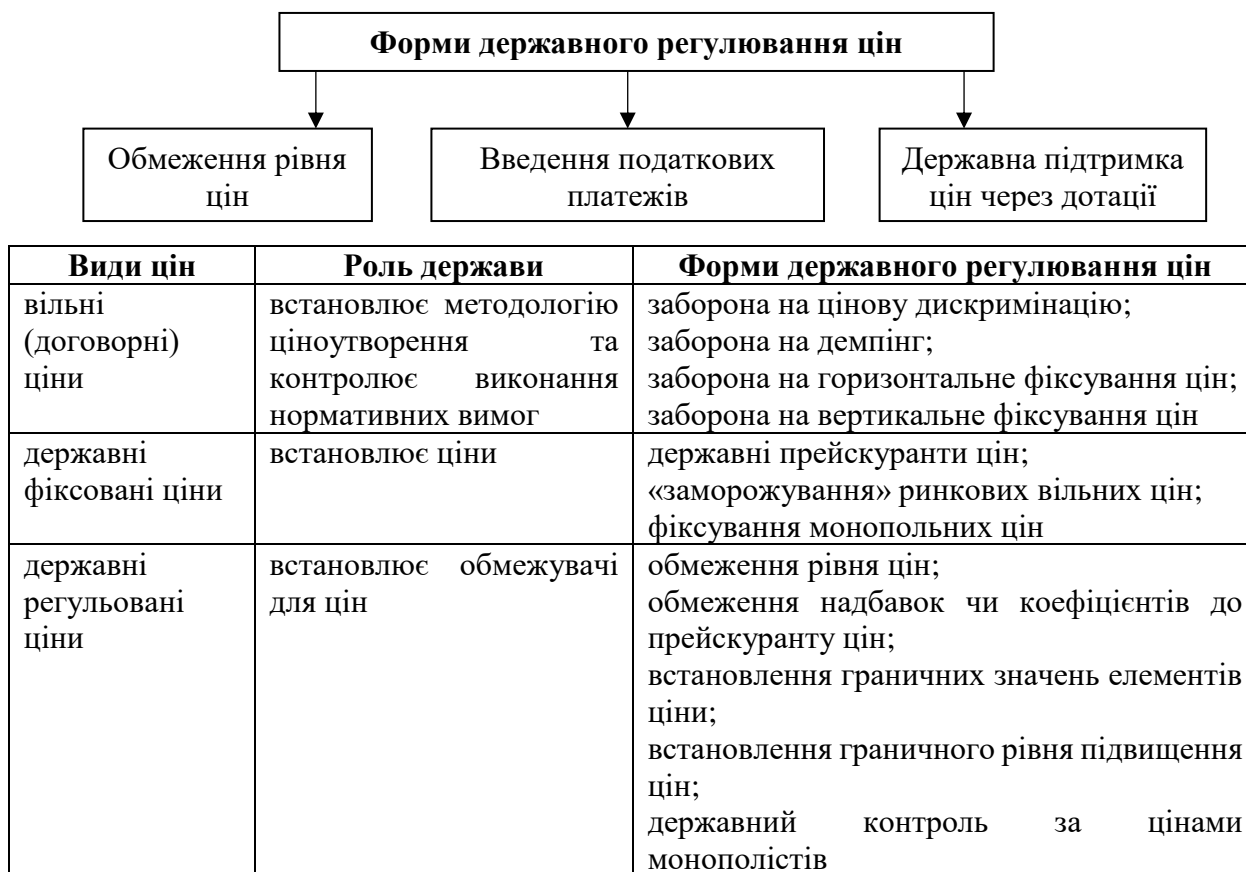 Форми державного регулювання цін
Обмеження рівня
цін
Введення податкових
платежів
Державна підтримка
цін через дотації
Види цін
Роль держави
Форми державного регулювання цін
вільні
(договорні)
ціни
встановлює методологію
ціноутворення та
контролює виконання
нормативних вимог
заборона на цінову дискримінацію;
заборона на демпінг;
заборона на горизонтальне фіксування цін;
заборона на вертикальне фіксування цін
державні
фіксовані ціни
встановлює ціни
державні прейскуранти цін;
«заморожування» ринкових вільних цін;
фіксування монопольних цін
державні
регульовані
ціни
встановлює обмежувачі
для цін
обмеження рівня цін;
обмеження надбавок чи коефіцієнтів до
прейскуранту цін;
встановлення граничних значень елементів
ціни;
встановлення граничного рівня підвищення
цін;
державний контроль за цінами
монополістів